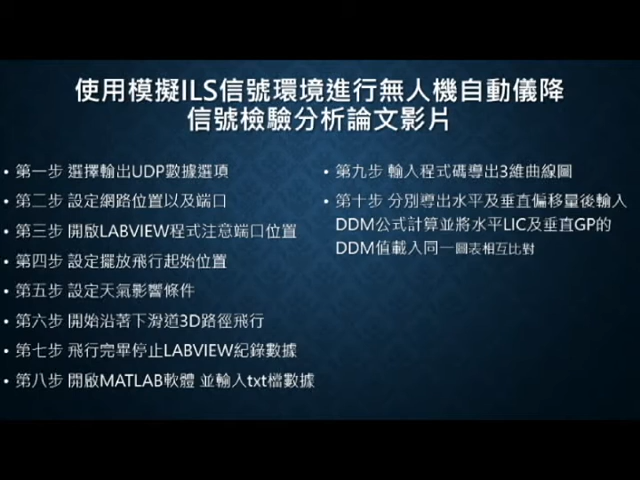 使用模擬ILS信號環境進行無人機自動儀降
信號檢驗分析論文影片
• 第一步 選擇輸出UDP數據選項
• 第二步 設定網路位置以及端口
• 第三步 開啟LABVIEW程式注意端口位置
• 第四步 設定擺放飛行起始位置
• 第五步 設定天氣影響條件
• 第六步 開始沿著下滑道3D路徑飛行
• 第七步 飛行完畢停止LABVIEW紀錄數據
• 第八步 開啟MATLAB軟體 並輸入txt檔數據
• 第九步 輸入程式碼導出3維曲線圖
• 第十步 分別導出水平及垂直偏移量後輸入
DDM公式計算並將水平LIC及垂直GP的
DDM值載入同一圖表相互比對